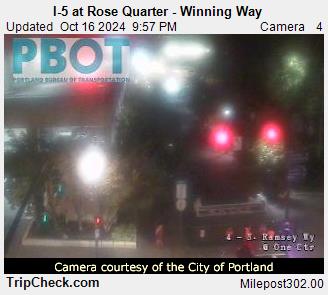 I-5 at Rose Quarter - Winning Way
Updated Oct 16 2024 9:57 PM Camera 4
PBOT
PORTLAND BUREAU OF TRANSPORTATION
4 - N. Ramsey Wy
@ One Ctr
Camera courtesy of the City of Portland
TripCheck.com Milepost302.00